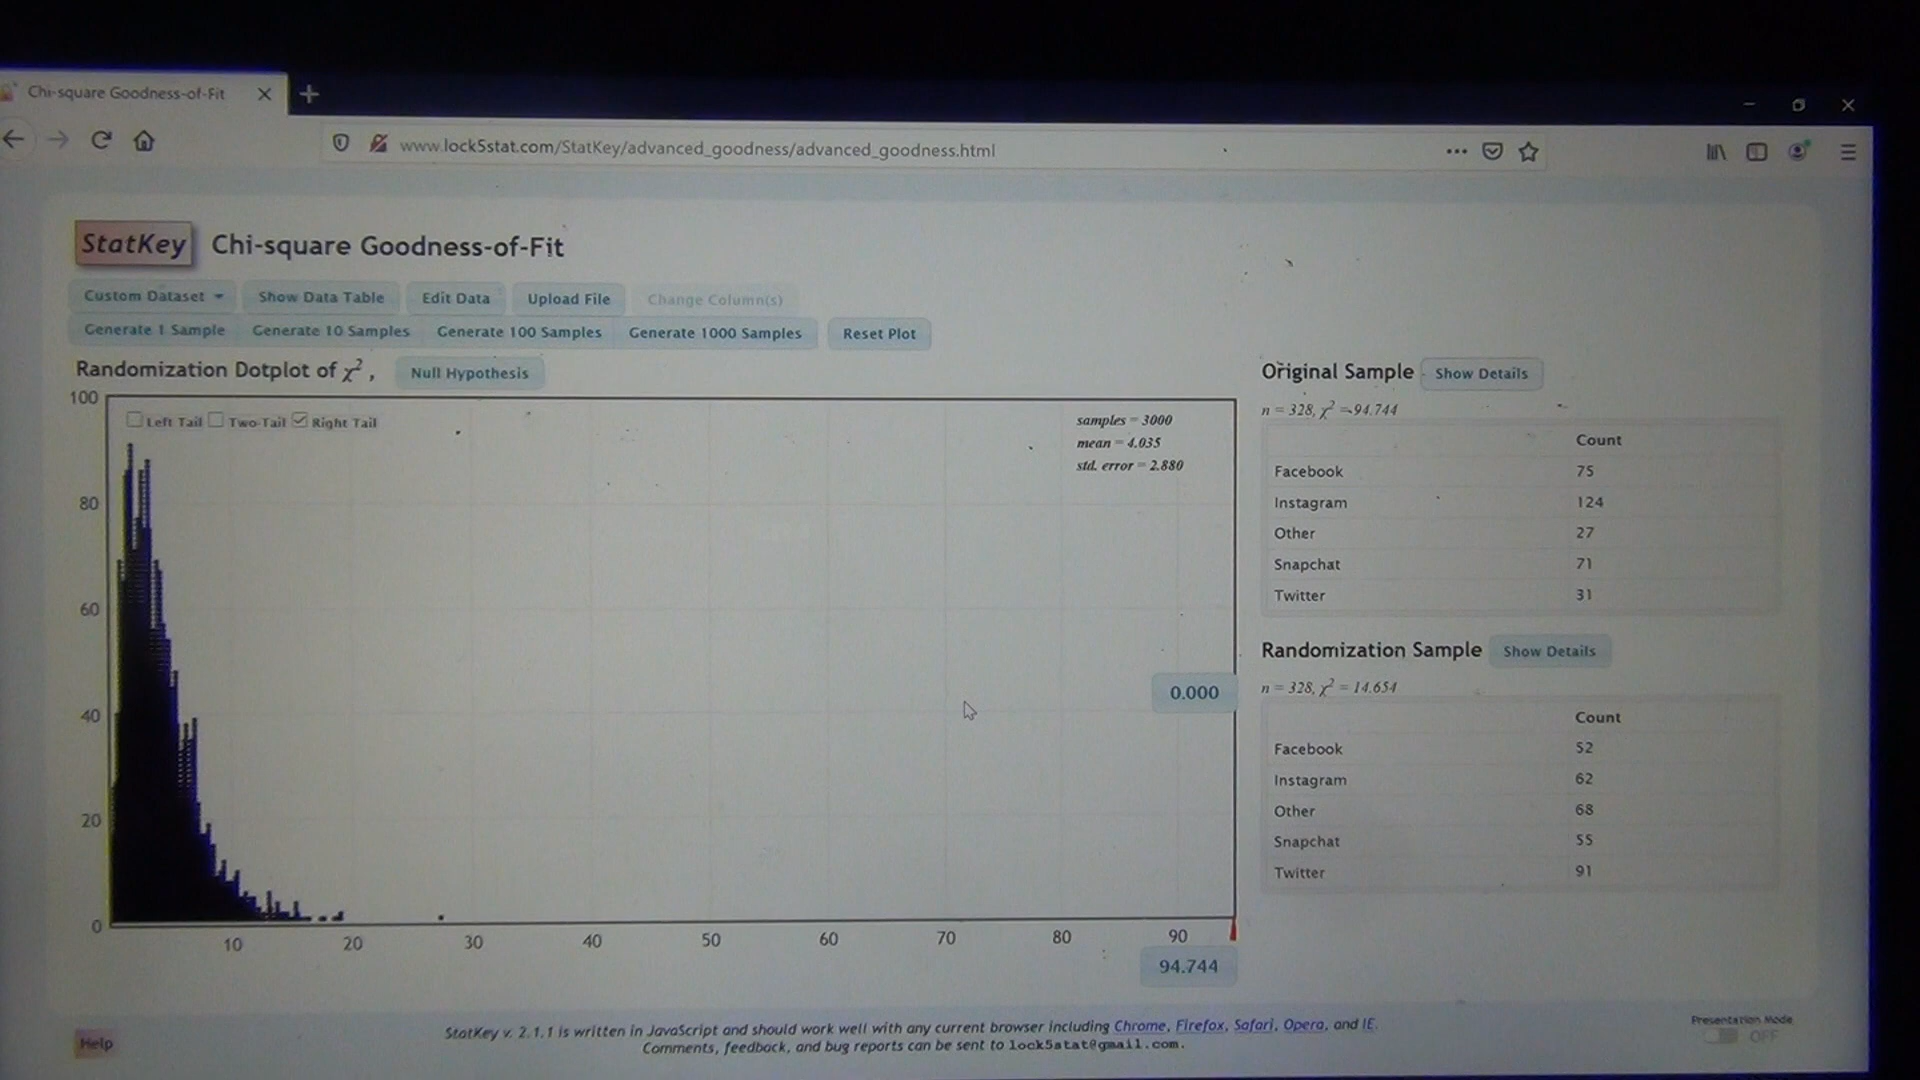 Chi-square Goodness-of-Fit
www.lock5stat.com/StatKey/advanced_goodness/advanced_goodness.html
StatKey Chi-square Goodness-of-Fit
Custom Dataset Show Data Table Edit Data Upload File Change Column(s)
Generate 1 Sample Generate 10 Samples Generate 100 Samples Generate 1000 Samples Reset Plot
Randomization Dotplot of χ², Null Hypothesis
Left Tail Two-Tail Right Tail
samples = 3000
mean = 4.035
std. error = 2.880
100
80
60
40
20
0
10 20 30 40 50 60 70 80 90
0.000
94.744
Original Sample Show Details
n = 328, χ² = 94.744
Count
Facebook 75
Instagram 124
Other 27
Snapchat 71
Twitter 31
Randomization Sample Show Details
n = 328, χ² = 14.654
Count
Facebook 52
Instagram 62
Other 68
Snapchat 55
Twitter 91
Help
StatKey v. 2.1.1 is written in JavaScript and should work well with any current browser including Chrome, Firefox, Safari, Opera, and IE.
Comments, feedback, and bug reports can be sent to lock5stat@gmail.com.
Presentation Mode
OFF